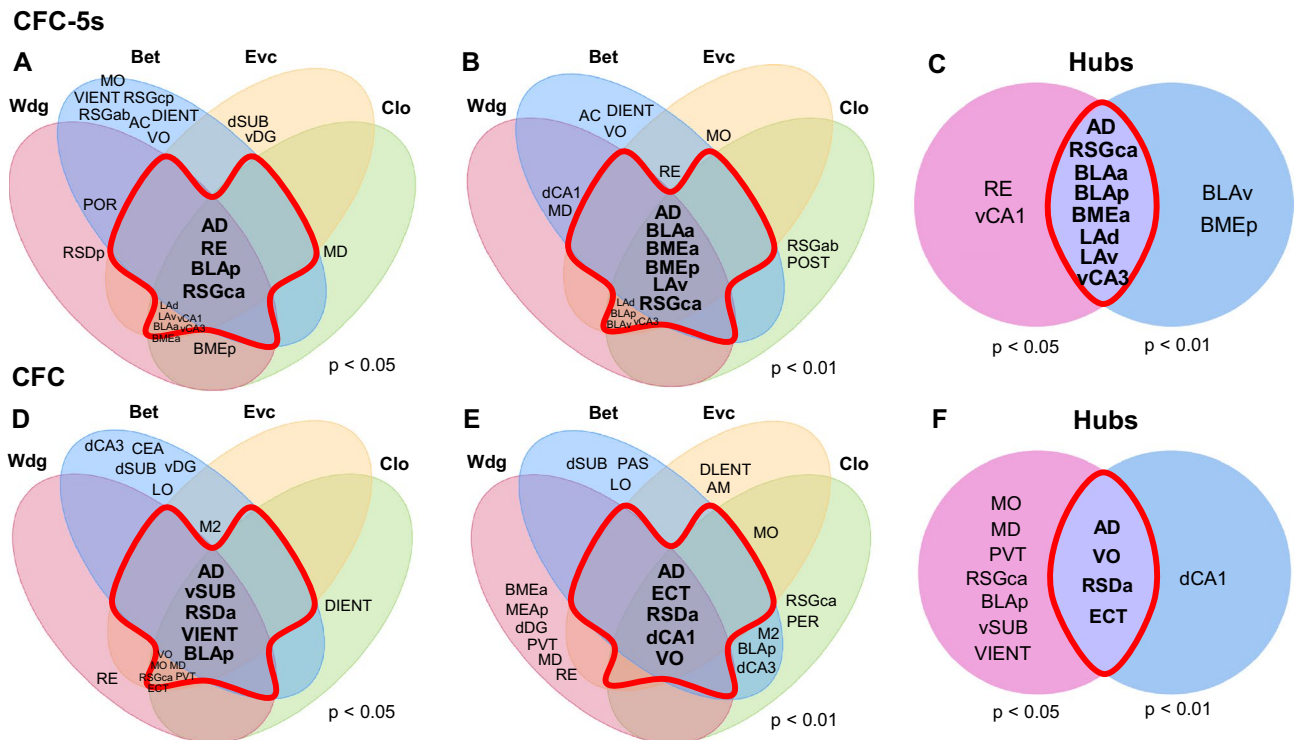 CFC-5s
A
Bet
Evc
Wdg
Clo
MO
VIENT RSGcp
RSGab
AC
DIENT
VO
dSUB
vDG
POR
RSDp
MD
AD
RE
BLAp
RSGca
LAd
LAv vCA1
BLAa vCA3
BMEa
BMEp
p < 0.05
B
Bet
Evc
Wdg
Clo
AC DIENT
VO
MO
RE
dCA1
MD
AD
BLAa
BMEa
BMEp
LAv
RSGca
RSGab
POST
LAd
BLAp
BLAv vCA3
p < 0.01
C
Hubs
RE
vCA1
AD
RSGca
BLAa
BLAp
BMEa
LAd
LAv
vCA3
BLAv
BMEp
p < 0.05
p < 0.01
CFC
D
Bet
Evc
Wdg
Clo
dCA3 CEA
dSUB vDG
LO
M2
AD
vSUB
RSDa
VIENT
BLAp
DIENT
VO
MO MD
RSGca PVT
ECT
RE
p < 0.05
E
Bet
Evc
Wdg
Clo
dSUB PAS
LO
DLENT
AM
MO
AD
ECT
RSDa
dCA1
VO
BMEa
MEAp
dDG
PVT
MD
RE
RSGca
PER
M2
BLAp
dCA3
p < 0.01
F
Hubs
MO
MD
PVT
RSGca
BLAp
vSUB
VIENT
AD
VO
RSDa
ECT
dCA1
p < 0.05
p < 0.01